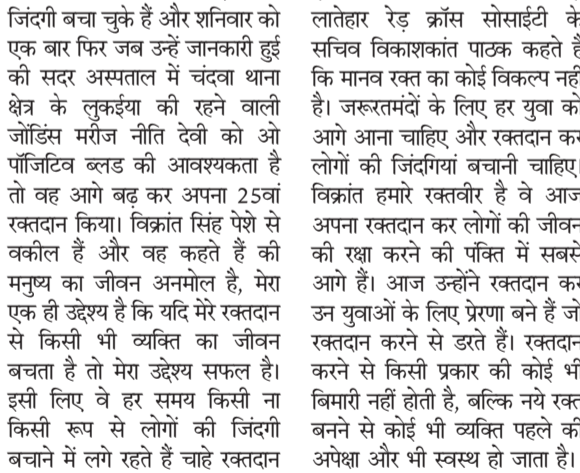 जिंदगी बचा चुके हैं और शनिवार को
एक बार फिर जब उन्हें जानकारी हुई
की सदर अस्पताल में चंदवा थाना
क्षेत्र के लुकईया की रहने वाली
जोंडिंस मरीज नीति देवी को ओ
पॉजिटिव ब्लड की आवश्यकता है
तो वह आगे बढ़ कर अपना 25वां
रक्तदान किया। विक्रांत सिंह पेशे से
वकील हैं और वह कहते हैं की
मनुष्य का जीवन अनमोल है, मेरा
एक ही उद्देश्य है कि यदि मेरे रक्तदान
से किसी भी व्यक्ति का जीवन
बचता है तो मेरा उद्देश्य सफल है।
इसी लिए वे हर समय किसी ना
किसी रूप से लोगों की जिंदगी
बचाने में लगे रहते हैं चाहे रक्तदान
लातेहार रेड़ क्रॉस सोसाईटी के
सचिव विकाशकांत पाठक कहते हैं
कि मानव रक्त का कोई विकल्प नहीं
है। जरूरतमंदों के लिए हर युवा को
आगे आना चाहिए और रक्तदान कर
लोगों की जिंदगियां बचानी चाहिए।
विक्रांत हमारे रक्तवीर है वे आज
अपना रक्तदान कर लोगों की जीवन
की रक्षा करने की पंक्ति में सबसे
आगे हैं। आज उन्होंने रक्तदान कर
उन युवाओं के लिए प्रेरणा बने हैं जो
रक्तदान करने से डरते हैं। रक्तदान
करने से किसी प्रकार की कोई भी
बिमारी नहीं होती है, बल्कि नये रक्त
बनने से कोई भी व्यक्ति पहले की
अपेक्षा और भी स्वस्थ हो जाता है।